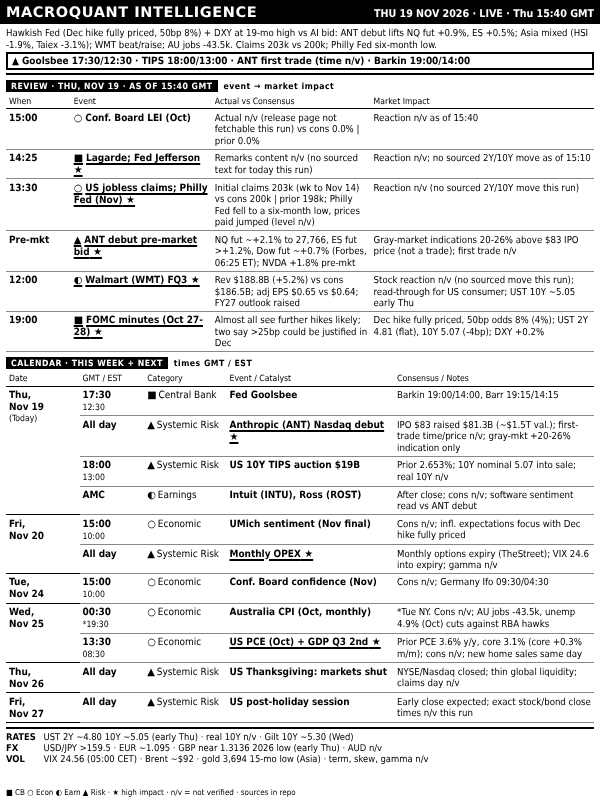 MACROQUANT INTELLIGENCE THU 19 NOV 2026 · LIVE · Thu 15:40 GMT
Hawkish Fed (Dec hike fully priced, 50bp 8%) + DXY at 19-mo high vs AI bid: ANT debut lifts NQ fut +0.9%, ES +0.5%; Asia mixed (HSI
-1.9%, Taiex -3.1%); WMT beat/raise; AU jobs -43.5k. Claims 203k vs 200k; Philly Fed six-month low.
▲ Goolsbee 17:30/12:30 · TIPS 18:00/13:00 · ANT first trade (time n/v) · Barkin 19:00/14:00
REVIEW · THU, NOV 19 · AS OF 15:40 GMT event → market impact
When Event Actual vs Consensus Market Impact
15:00 ○ Conf. Board LEI (Oct) Actual n/v (release page not Reaction n/v as of 15:40
fetchable this run) vs cons 0.0% |
prior 0.0%
14:25 ■ Lagarde; Fed Jefferson Remarks content n/v (no sourced Reaction n/v; no sourced 2Y/10Y move as of 15:10
★ text for today this run)
13:30 ○ US jobless claims; Philly Initial claims 203k (wk to Nov 14) Reaction n/v (no sourced 2Y/10Y move this run)
Fed (Nov) ★ vs cons 200k | prior 198k; Philly
Fed fell to a six-month low, prices
paid jumped (level n/v)
Pre-mkt ▲ ANT debut pre-market NQ fut ~+2.1% to 27,766, ES fut Gray-market indications 20-26% above $83 IPO
bid ★ >+1.2%, Dow fut ~+0.7% (Forbes, price (not a trade); first trade n/v
06:25 ET); NVDA +1.8% pre-mkt
12:00 ◐ Walmart (WMT) FQ3 ★ Rev $188.8B (+5.2%) vs cons Stock reaction n/v (no sourced move this run);
$186.5B; adj EPS $0.65 vs $0.64; read-through for US consumer; UST 10Y ~5.05
FY27 outlook raised early Thu
19:00 ■ FOMC minutes (Oct 27- Almost all see further hikes likely; Dec hike fully priced, 50bp odds 8% (4%); UST 2Y
28) ★ two say >25bp could be justified in 4.81 (flat), 10Y 5.07 (-4bp); DXY +0.2%
Dec
CALENDAR · THIS WEEK + NEXT times GMT / EST
Date GMT / EST Category Event / Catalyst Consensus / Notes
Thu, 17:30 ■ Central Bank Fed Goolsbee Barkin 19:00/14:00, Barr 19:15/14:15
Nov 19 12:30
(Today) All day ▲ Systemic Risk Anthropic (ANT) Nasdaq debut IPO $83 raised $81.3B (~$1.5T val.); first-
★ trade time/price n/v; gray-mkt +20-26%
indication only
18:00 ▲ Systemic Risk US 10Y TIPS auction $19B Prior 2.653%; 10Y nominal 5.07 into sale;
13:00 real 10Y n/v
AMC ◐ Earnings Intuit (INTU), Ross (ROST) After close; cons n/v; software sentiment
read vs ANT debut
Fri, 15:00 ○ Economic UMich sentiment (Nov final) Cons n/v; infl. expectations focus with Dec
Nov 20 10:00 hike fully priced
All day ▲ Systemic Risk Monthly OPEX ★ Monthly options expiry (TheStreet); VIX 24.6
into expiry; gamma n/v
Tue, 15:00 ○ Economic Conf. Board confidence (Nov) Cons n/v; Germany Ifo 09:30/04:30
Nov 24 10:00
Wed, 00:30 ○ Economic Australia CPI (Oct, monthly) *Tue NY. Cons n/v; AU jobs -43.5k, unemp
Nov 25 *19:30 4.9% (Oct) cuts against RBA hawks
13:30 ○ Economic US PCE (Oct) + GDP Q3 2nd ★ Prior PCE 3.6% y/y, core 3.1% (core +0.3%
08:30 m/m); cons n/v; new home sales same day
Thu, All day ▲ Systemic Risk US Thanksgiving: markets shut NYSE/Nasdaq closed; thin global liquidity;
Nov 26 claims day n/v
Fri, All day ▲ Systemic Risk US post-holiday session Early close expected; exact stock/bond close
Nov 27 times n/v this run
RATES UST 2Y ~4.80 10Y ~5.05 (early Thu) · real 10Y n/v · Gilt 10Y ~5.30 (Wed)
FX USD/JPY >159.5 · EUR ~1.095 · GBP near 1.3136 2026 low (early Thu) · AUD n/v
VOL VIX 24.56 (05:00 CET) · Brent ~$92 · gold 3,694 15-mo low (Asia) · term, skew, gamma n/v
■ CB ○ Econ ◐ Earn ▲ Risk · ★ high impact · n/v = not verified · sources in repo